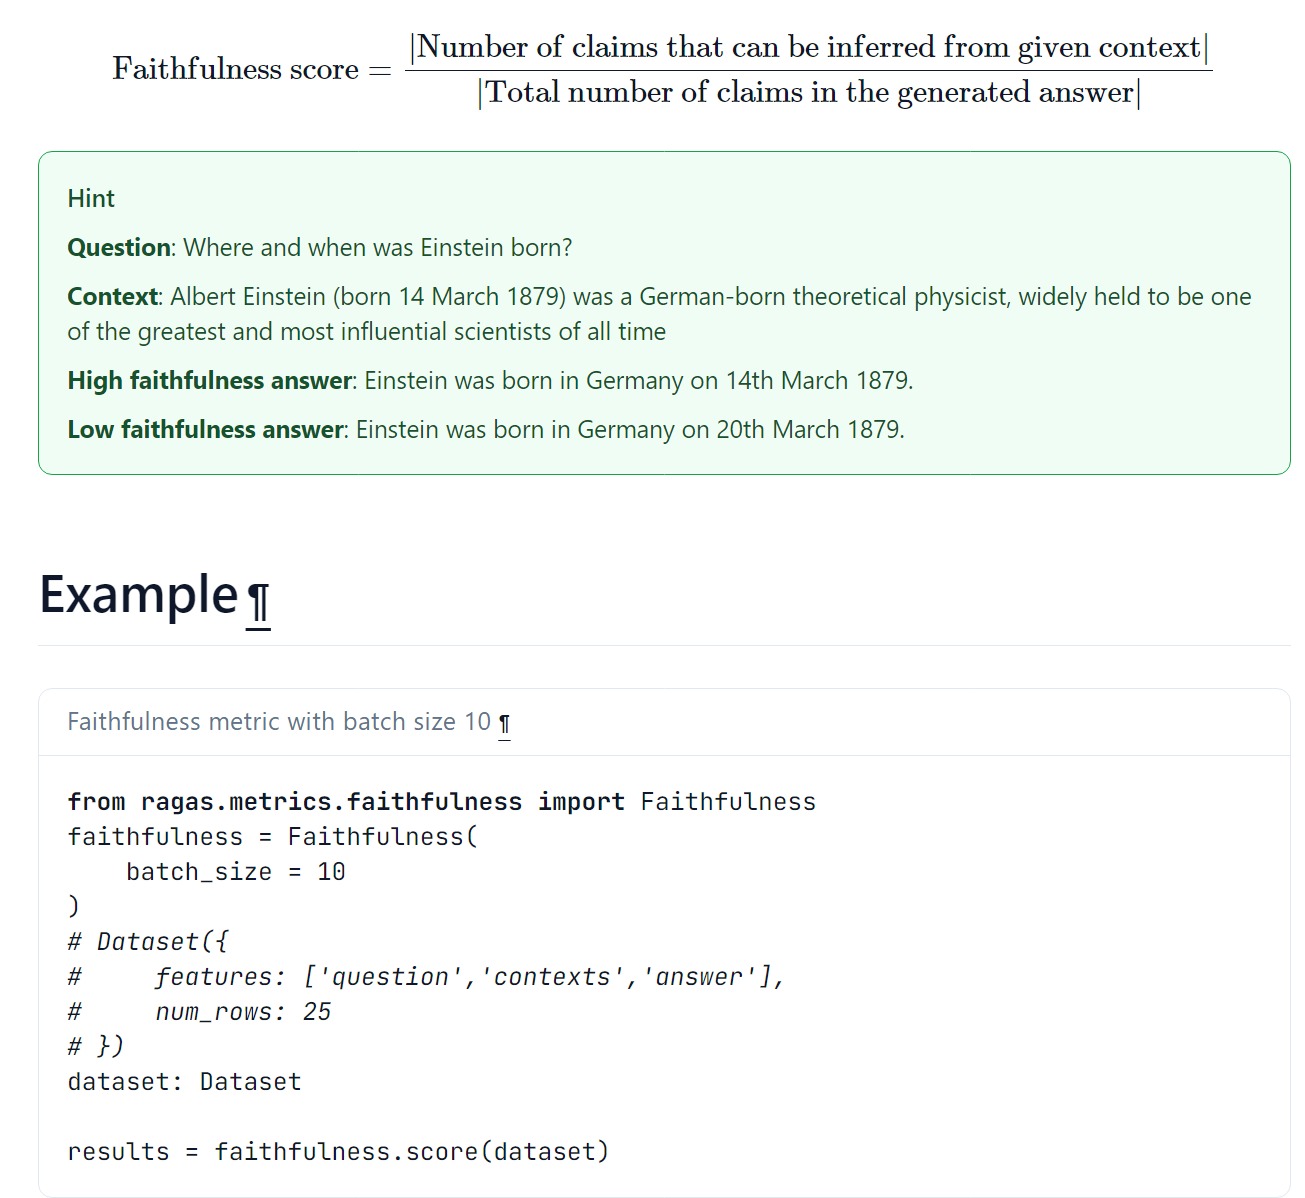 Faithfulness score = |Number of claims that can be inferred from given context|
|Total number of claims in the generated answer|
Hint
Question: Where and when was Einstein born?
Context: Albert Einstein (born 14 March 1879) was a German-born theoretical physicist, widely held to be one
of the greatest and most influential scientists of all time
High faithfulness answer: Einstein was born in Germany on 14th March 1879.
Low faithfulness answer: Einstein was born in Germany on 20th March 1879.
Example¶
Faithfulness metric with batch size 10 ¶
from ragas.metrics.faithfulness import Faithfulness
faithfulness = Faithfulness(
    batch_size = 10
)
# Dataset({
#     features: ['question','contexts','answer'],
#     num_rows: 25
# })
dataset: Dataset
results = faithfulness.score(dataset)